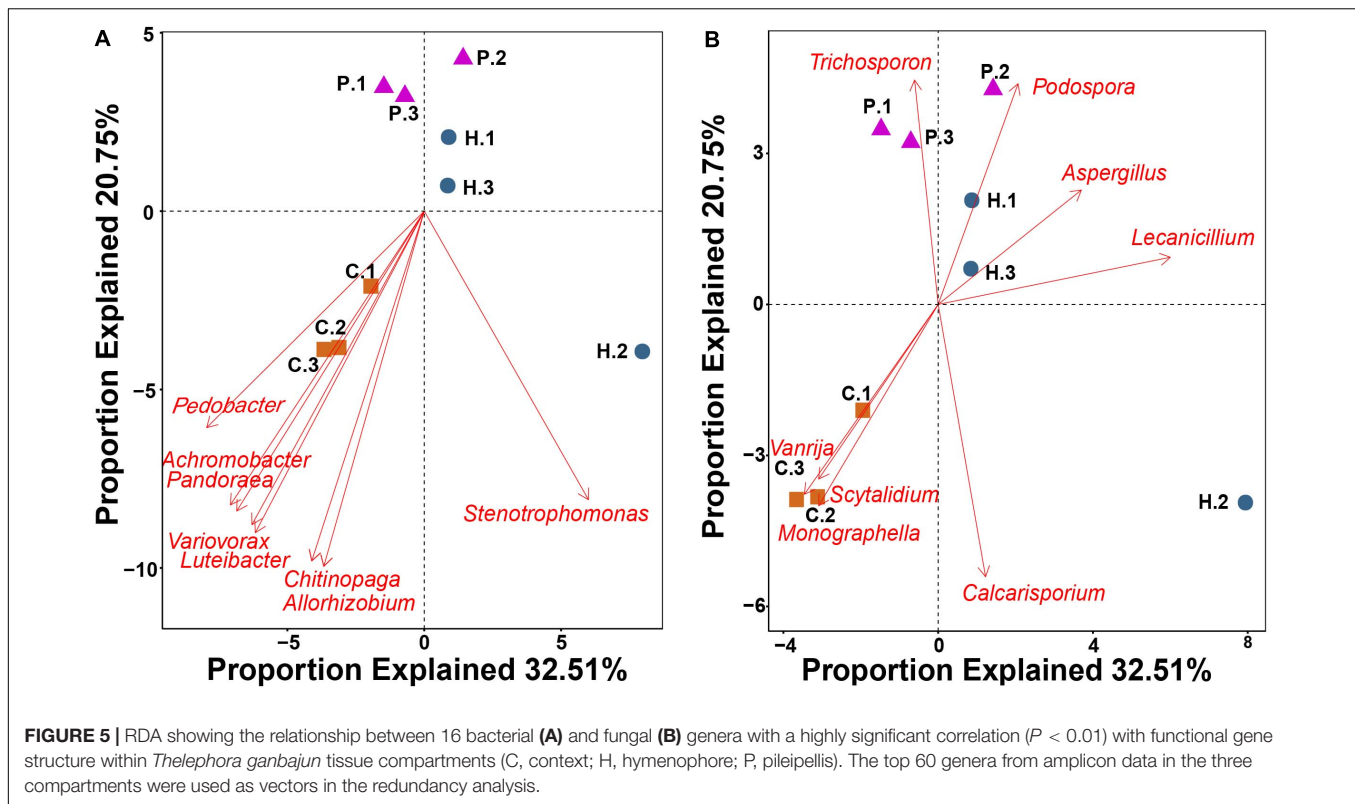 A
5
0
−5
−10
−5
0
5
Proportion Explained 20.75%
Proportion Explained 32.51%
P.1
P.2
P.3
H.1
H.3
C.1
C.2
C.3
H.2
Pedobacter
Achromobacter
Pandoraea
Variovorax
Luteibacter
Chitinopaga
Allorhizobium
Stenotrophomonas
B
3
0
−3
−6
−4
0
4
8
Proportion Explained 20.75%
Proportion Explained 32.51%
Trichosporon
P.2
Podospora
P.1
P.3
Aspergillus
H.1
Lecanicillium
H.3
C.1
Vanrija
C.3
Scytalidium
C.2
Monographella
H.2
Calcarisporium
FIGURE 5 | RDA showing the relationship between 16 bacterial (A) and fungal (B) genera with a highly significant correlation (P < 0.01) with functional gene
structure within Thelephora ganbajun tissue compartments (C, context; H, hymenophore; P, pileipellis). The top 60 genera from amplicon data in the three
compartments were used as vectors in the redundancy analysis.